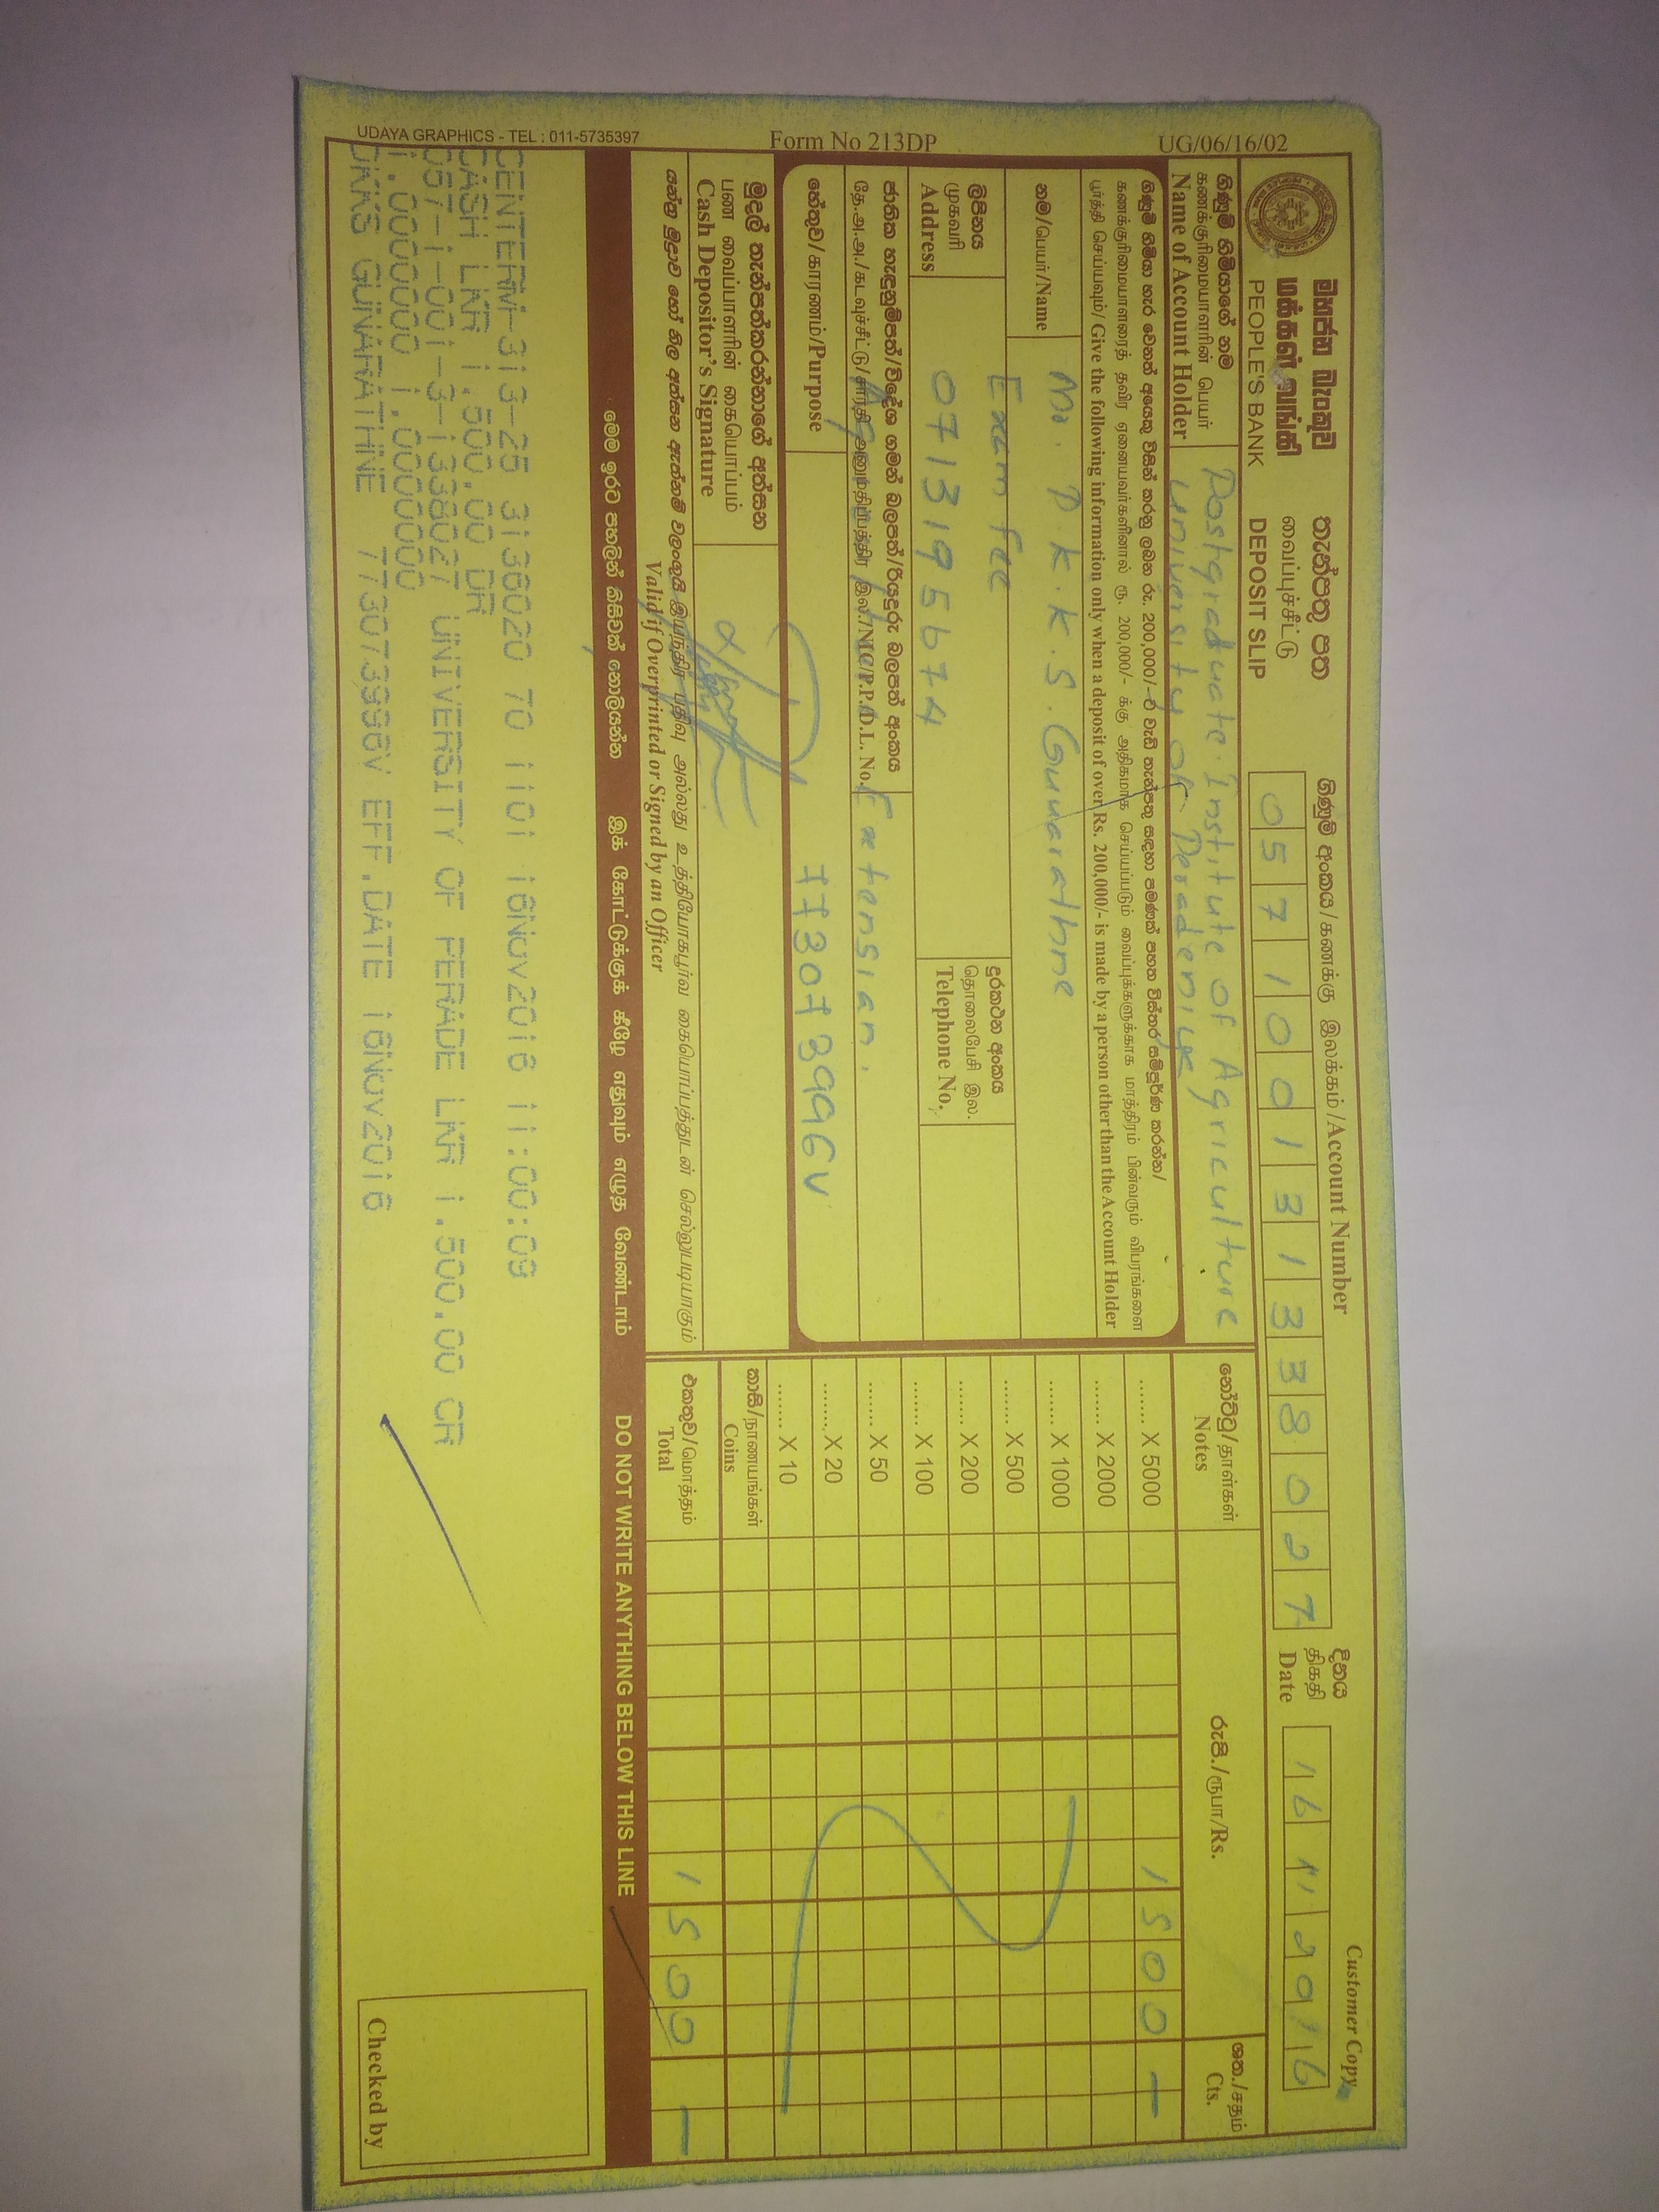 Customer Copy
මහජන බැංකුව
மக்கள் வங்கி
PEOPLE'S BANK
තැන්පතු පත
வைப்புச்சீட்டு
DEPOSIT SLIP
ගිණුම් අංකය/கணக்கு இலக்கம்/Account Number
0 5 7 1 0 0 1 3 1 3 3 8 0 2 7
දිනය
திகதி
Date
16 11 2016
ගිණුම් හිමියාගේ නම
கணக்குரிமையாளரின் பெயர்
Name of Account Holder
Postgraduate Institute of Agriculture
University of Peradeniya
ගිණුම් හිමියා හැර වෙනත් අයෙකු විසින් කරනු ලබන රු. 200,000/- ට වැඩි තැන්පතු සඳහා පමණක් පහත විස්තර සම්පූර්ණ කරන්න/
கணக்குரிமையாளரைத் தவிர ஏனையவர்களினால் ரூ. 200,000/- க்கு அதிகமாக செய்யப்படும் வைப்புக்களுக்காக மாத்திரம் பின்வரும் விபரங்களை
பூர்த்தி செய்யவும்/ Give the following information only when a deposit of over Rs. 200,000/- is made by a person other than the Account Holder
නම/பெயர்/Name
Mr. D. K. K. S. Gunarathne
Exam fee
ලිපිනය
முகவரி
Address
0713195674
දුරකථන අංකය
தொலைபேசி இல.
Telephone No.
ජාතික හැඳුනුම්පත්/විදේශ ගමන් බලපත්/රියදුරු බලපත් අංකය
தே.அ.அ./கடவுச்சீட்டு/சாரதி அனுமதிப்பத்திர இல./NIC/P.P./D.L. No.
Extension.
හේතුව/காரணம்/Purpose
773073996V
මුදල් තැන්පත්කරන්නාගේ අත්සන
பண வைப்பாளரின் கையொப்பம்
Cash Depositor's Signature
යන්ත්‍ර මුද්‍රාව හෝ නිල අත්සන ඇත්නම් වලංගුයි இயந்திர பதிவு அல்லது உத்தியோகபூர்வ கையொப்பத்துடன் செல்லுபடியாகும்
Valid if Overprinted or Signed by an Officer
නෝට්ටු/தாள்கள்
Notes
රුපි./ரூபா/Rs.
ශත./சதம்
Cts.
....... X 5000 1 5 0 0 —
....... X 2000
....... X 1000
....... X 500
....... X 200
....... X 100
....... X 50
....... X 20
....... X 10
කාසි/நாணயங்கள்
Coins
එකතුව/மொத்தம்
Total
1 5 0 0 —
මෙම ඉරට පහලින් කිසිවක් නොලියන්න இக் கோட்டுக்குக் கீழே எதுவும் எழுத வேண்டாம் DO NOT WRITE ANYTHING BELOW THIS LINE
CENTERM-313-25 3136020 70 1101 16Nov2016 11:00:09
CASH LKR 1.500.00 DR
057-1-001-3-1338027 UNIVERSITY OF PERADE LKR 1.500.00 CR
1.0000000 1.0000000
DKKS GUNARATHNE 773073996V EFF.DATE 16Nov2016
Checked by
UG/06/16/02
Form No 213DP
UDAYA GRAPHICS - TEL : 011-5735397